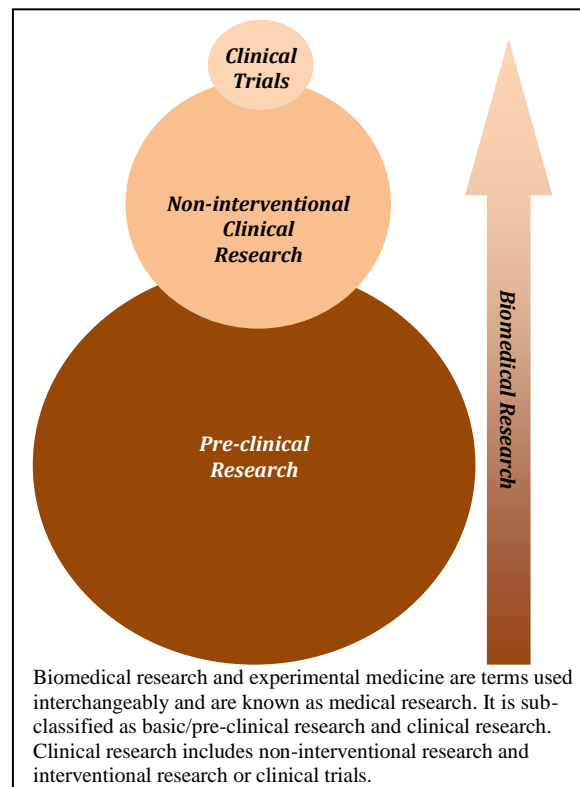 Clinical
Trials
Non-interventional
Clinical
Research
Biomedical Research
Pre-clinical
Research
Biomedical research and experimental medicine are terms used
interchangeably and are known as medical research. It is sub-
classified as basic/pre-clinical research and clinical research.
Clinical research includes non-interventional research and
interventional research or clinical trials.